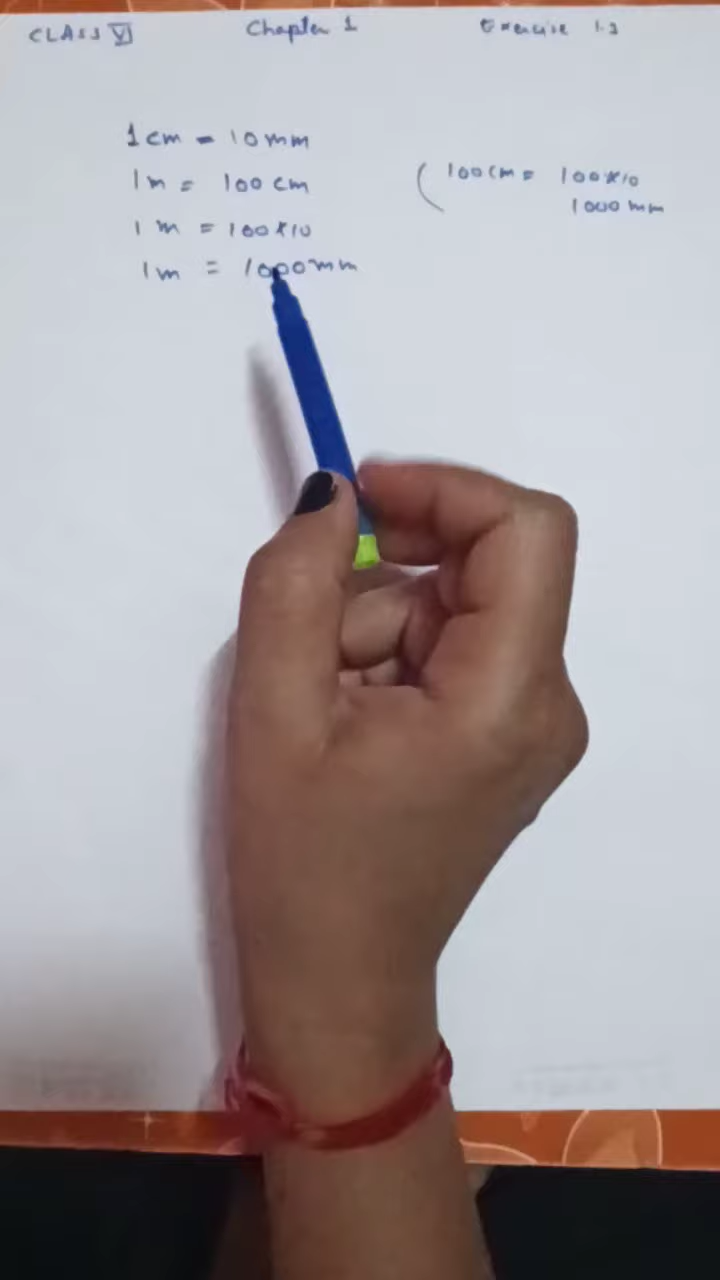 CLASS VI Chapter 1 Exercise 1.3
1 cm = 10 mm
1 m = 100 cm
(100 cm = 100×10
1000 mm
1 m = 100×10
1 m = 1000 mm